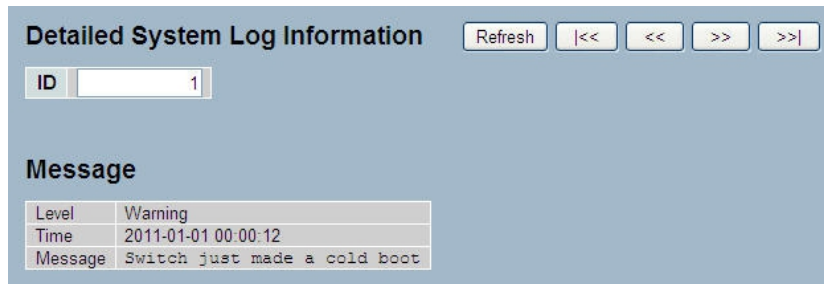 Detailed System Log Information Refresh |<< << >> >>|
ID 1
Message
Level Warning
Time 2011-01-01 00:00:12
Message Switch just made a cold boot